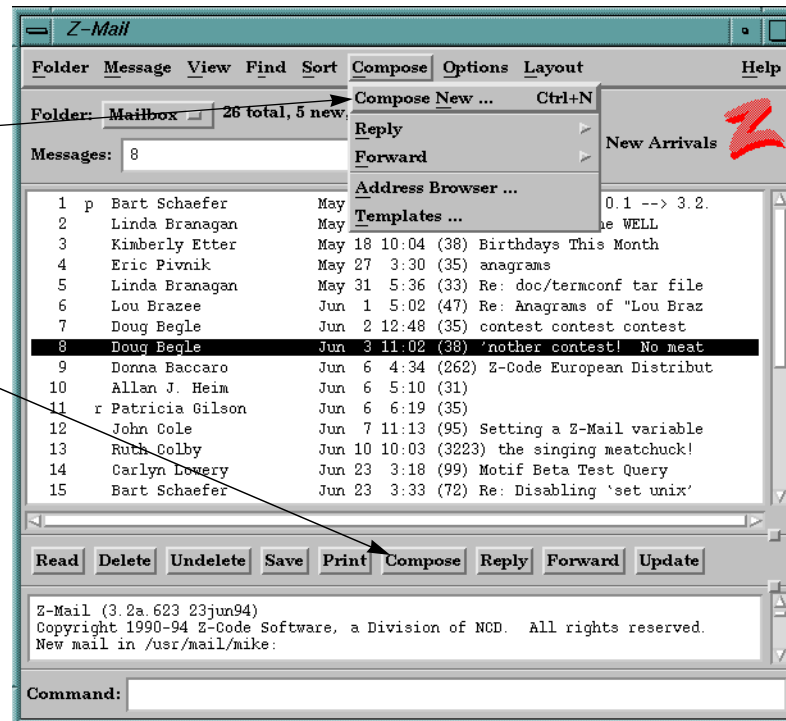 Z-Mail
Folder Message View Find Sort Compose Options Layout Help
Folder: Mailbox 26 total, 5 new,
Compose New ... Ctrl+N
Reply
Forward
Address Browser ...
Templates ...
New Arrivals
Messages: 8
1 p Bart Schaefer May 0.1 --> 3.2.
2 Linda Branagan May he WELL
3 Kimberly Etter May 18 10:04 (38) Birthdays This Month
4 Eric Pivnik May 27 3:30 (35) anagrams
5 Linda Branagan May 31 5:36 (33) Re: doc/termconf tar file
6 Lou Brazee Jun 1 5:02 (47) Re: Anagrams of "Lou Braz
7 Doug Begle Jun 2 12:48 (35) contest contest contest
8 Doug Begle Jun 3 11:02 (38) 'nother contest! No meat
9 Donna Baccaro Jun 6 4:34 (262) Z-Code European Distribut
10 Allan J. Heim Jun 6 5:10 (31)
11 r Patricia Gilson Jun 6 6:19 (35)
12 John Cole Jun 7 11:13 (95) Setting a Z-Mail variable
13 Ruth Colby Jun 10 10:03 (3223) the singing meatchuck!
14 Carlyn Lowery Jun 23 3:18 (99) Motif Beta Test Query
15 Bart Schaefer Jun 23 3:33 (72) Re: Disabling `set unix'
Read Delete Undelete Save Print Compose Reply Forward Update
Z-Mail (3.2a.623 23jun94)
Copyright 1990-94 Z-Code Software, a Division of NCD. All rights reserved.
New mail in /usr/mail/mike:
Command: